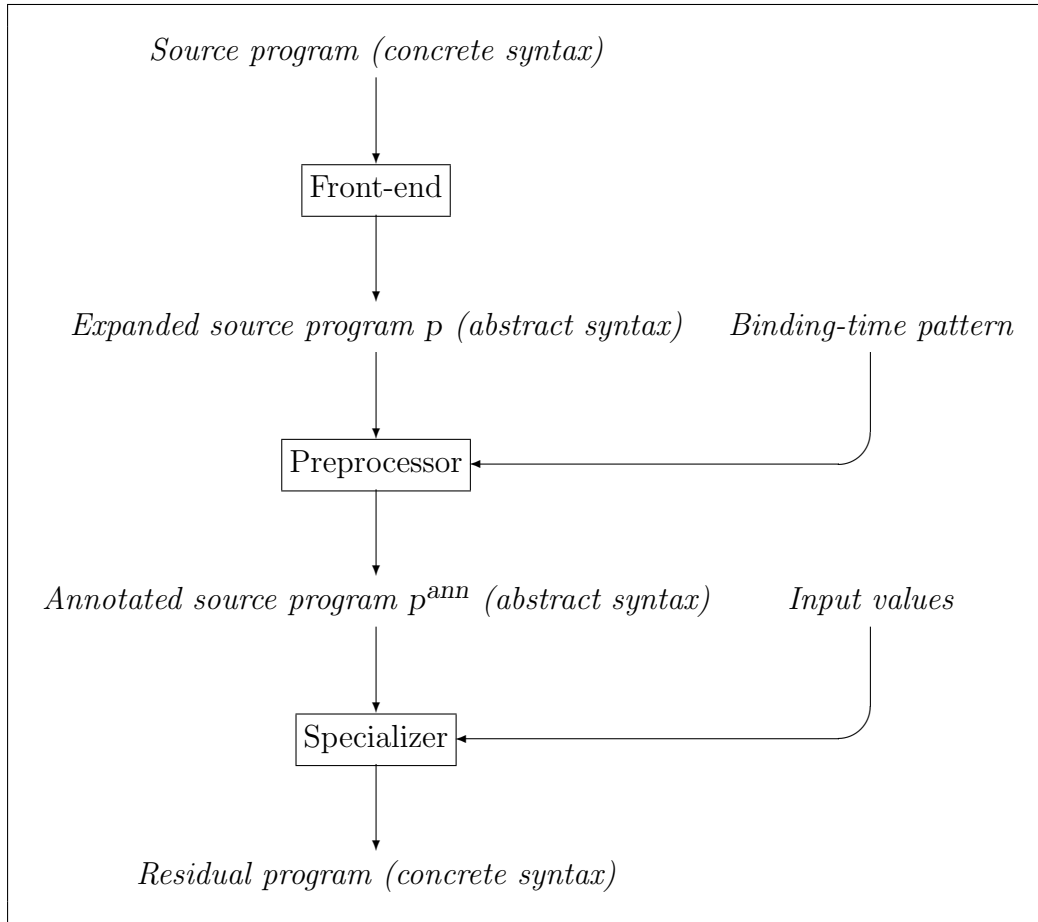 Source program (concrete syntax)
Front-end
Expanded source program p (abstract syntax) Binding-time pattern
Preprocessor
Annotated source program p^ann (abstract syntax) Input values
Specializer
Residual program (concrete syntax)